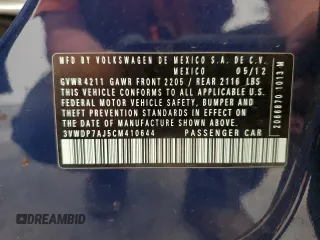 MFD. BY VOLKSWAGEN DE MEXICO S.A. DE C.V.
MEXICO 05/12
GVWR 4211 GAWR FRONT 2205 / REAR 2116 LBS
THIS VEHICLE CONFORMS TO ALL APPLICABLE
FEDERAL MOTOR VEHICLE SAFETY, BUMPER AND
THEFT PREVENTION STANDARDS IN EFFECT ON THE
DATE OF MANUFACTURE SHOWN ABOVE.
3VWDP7AJ5CM410644 PASSENGER CAR
2066870-1013 M
DREAMBID